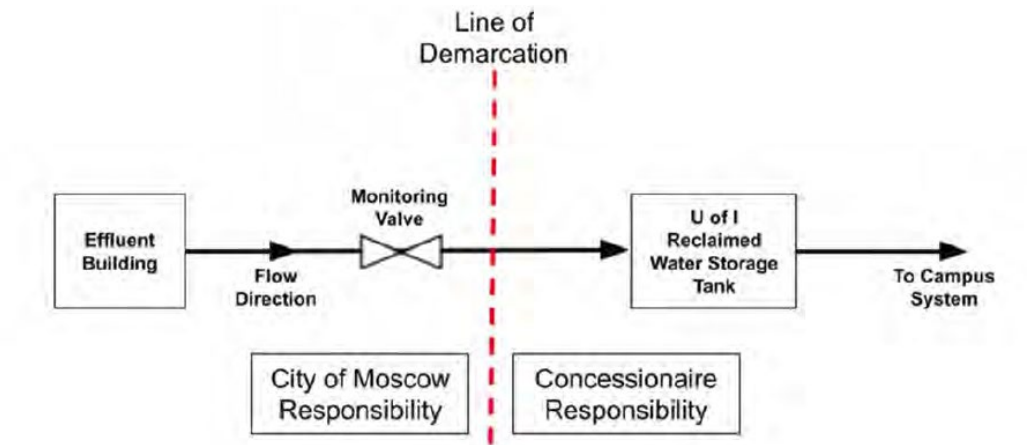 Line of
Demarcation
Monitoring
Valve
Effluent
Building
Flow
Direction
U of I
Reclaimed
Water Storage
Tank
To Campus
System
City of Moscow
Responsibility
Concessionaire
Responsibility